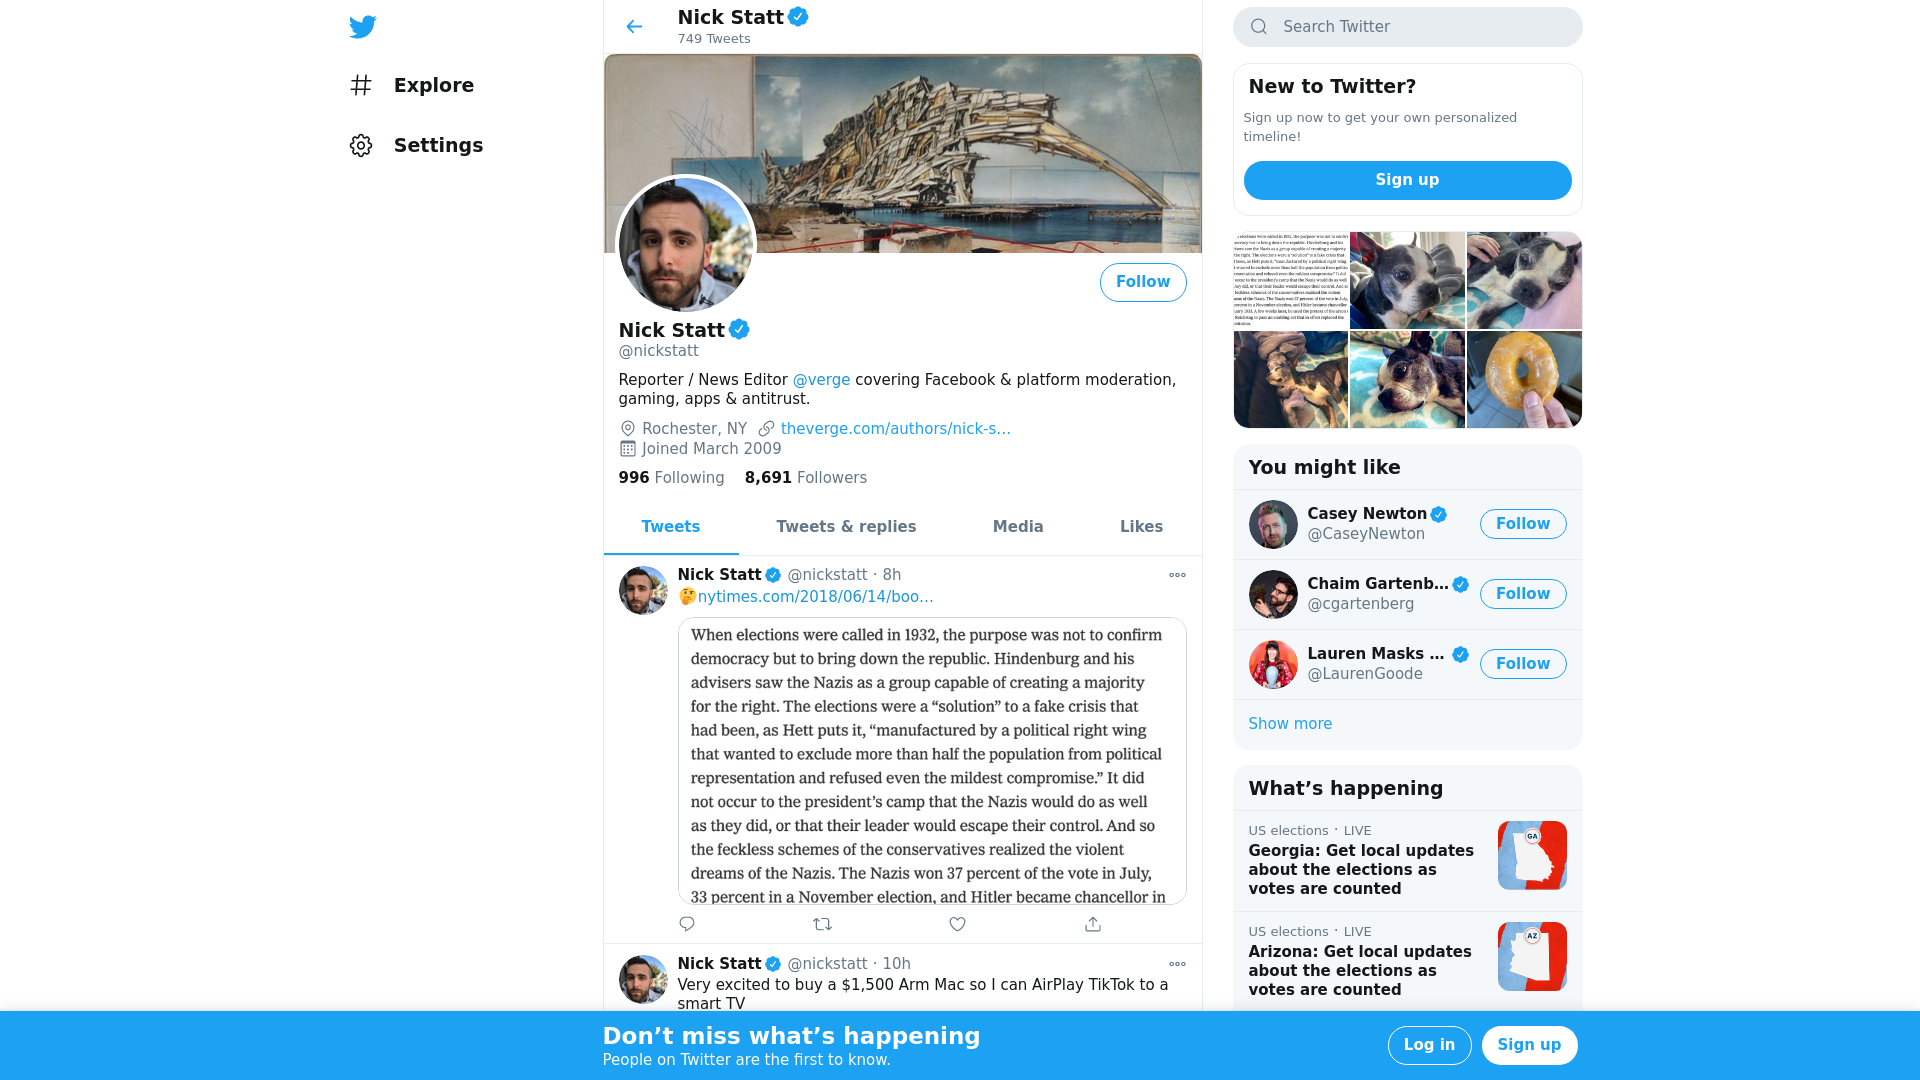 Explore
Settings
Nick Statt
749 Tweets
Follow
Nick Statt
@nickstatt
Reporter / News Editor @verge covering Facebook & platform moderation,
gaming, apps & antitrust.
Rochester, NY theverge.com/authors/nick-s…
Joined March 2009
996 Following 8,691 Followers
Tweets Tweets & replies Media Likes
Nick Statt @nickstatt · 8h
nytimes.com/2018/06/14/boo…
When elections were called in 1932, the purpose was not to confirm
democracy but to bring down the republic. Hindenburg and his
advisers saw the Nazis as a group capable of creating a majority
for the right. The elections were a “solution” to a fake crisis that
had been, as Hett puts it, “manufactured by a political right wing
that wanted to exclude more than half the population from political
representation and refused even the mildest compromise.” It did
not occur to the president’s camp that the Nazis would do as well
as they did, or that their leader would escape their control. And so
the feckless schemes of the conservatives realized the violent
dreams of the Nazis. The Nazis won 37 percent of the vote in July,
33 percent in a November election, and Hitler became chancellor in
Nick Statt @nickstatt · 10h
Very excited to buy a $1,500 Arm Mac so I can AirPlay TikTok to a
smart TV
Search Twitter
New to Twitter?
Sign up now to get your own personalized
timeline!
Sign up
You might like
Casey Newton
@CaseyNewton
Follow
Chaim Gartenb…
@cgartenberg
Follow
Lauren Masks …
@LaurenGoode
Follow
Show more
What’s happening
US elections · LIVE
Georgia: Get local updates
about the elections as
votes are counted
GA
US elections · LIVE
Arizona: Get local updates
about the elections as
votes are counted
AZ
Don’t miss what’s happening
People on Twitter are the first to know.
Log in
Sign up